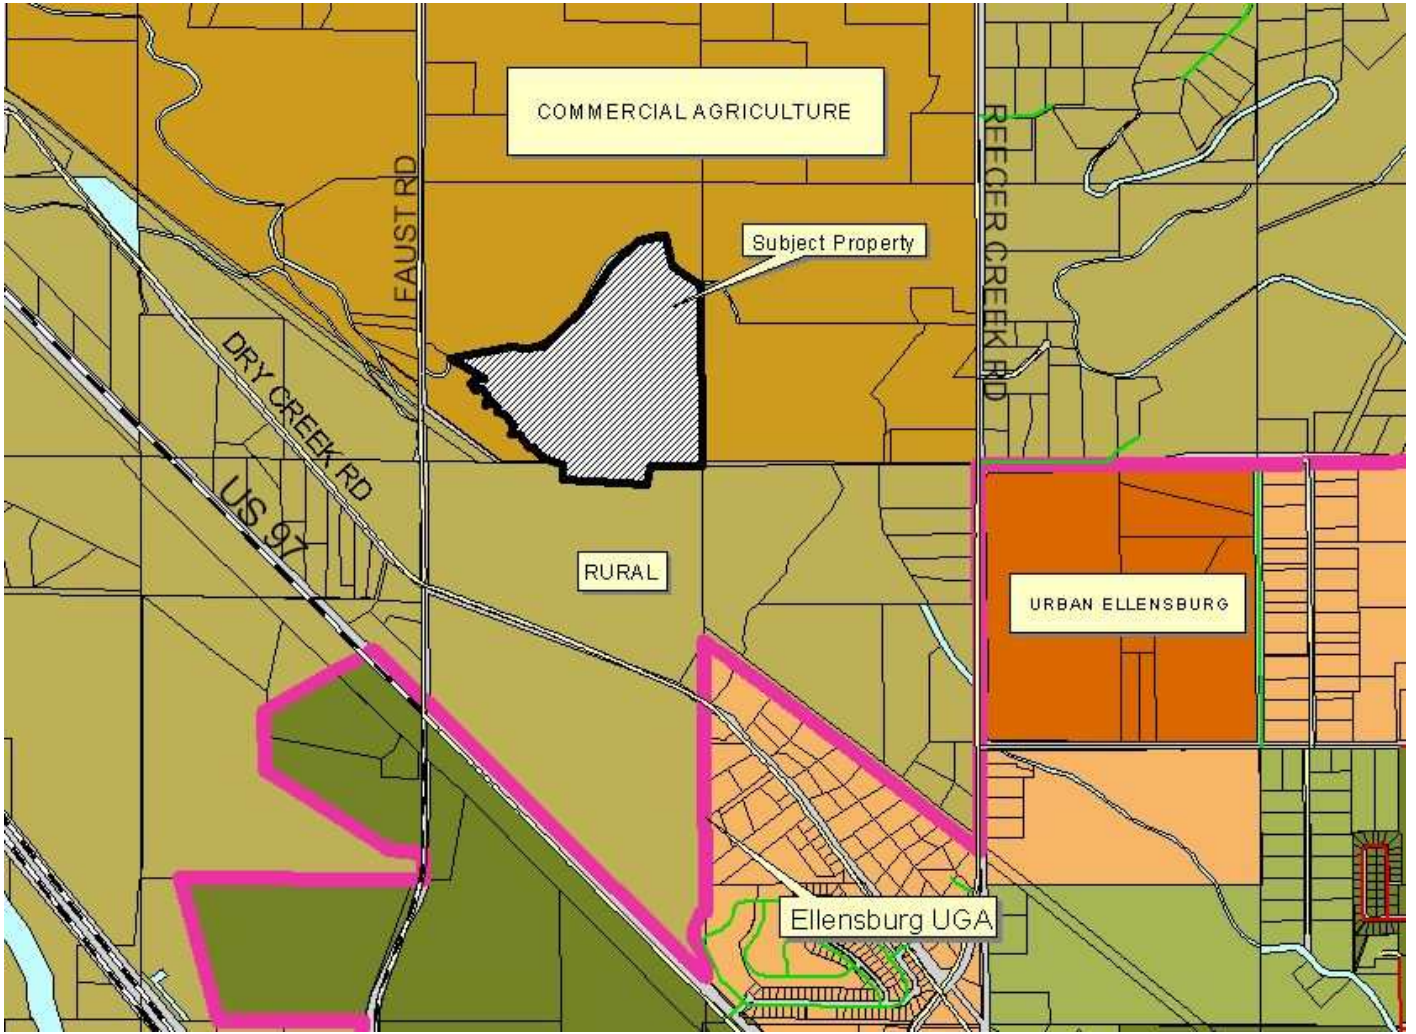 COMMERCIAL AGRICULTURE
FAUST RD
REECER CREEK RD
Subject Property
DRY CREEK RD
US 97
RURAL
URBAN ELLENSBURG
Ellensburg UGA